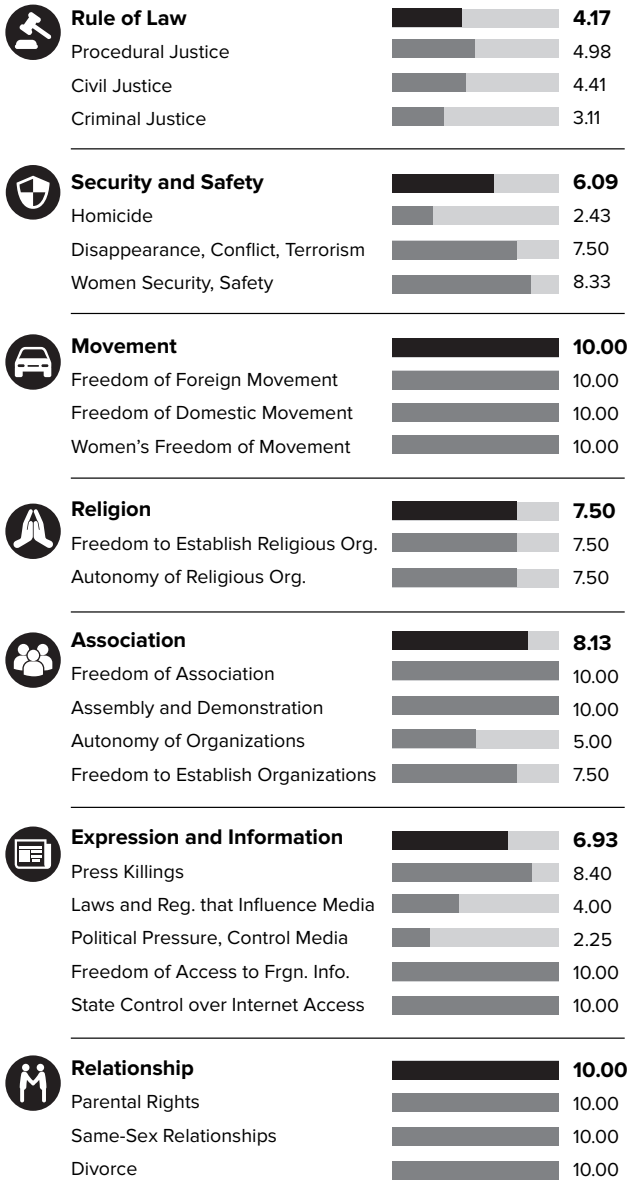 Rule of Law 4.17
Procedural Justice 4.98
Civil Justice 4.41
Criminal Justice 3.11
Security and Safety 6.09
Homicide 2.43
Disappearance, Conflict, Terrorism 7.50
Women Security, Safety 8.33
Movement 10.00
Freedom of Foreign Movement 10.00
Freedom of Domestic Movement 10.00
Women’s Freedom of Movement 10.00
Religion 7.50
Freedom to Establish Religious Org. 7.50
Autonomy of Religious Org. 7.50
Association 8.13
Freedom of Association 10.00
Assembly and Demonstration 10.00
Autonomy of Organizations 5.00
Freedom to Establish Organizations 7.50
Expression and Information 6.93
Press Killings 8.40
Laws and Reg. that Influence Media 4.00
Political Pressure, Control Media 2.25
Freedom of Access to Frgn. Info. 10.00
State Control over Internet Access 10.00
Relationship 10.00
Parental Rights 10.00
Same-Sex Relationships 10.00
Divorce 10.00